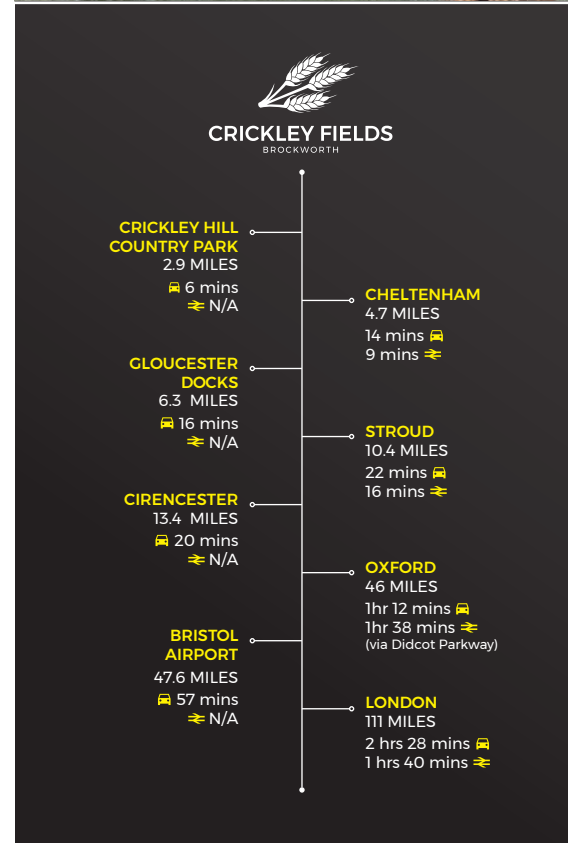 CRICKLEY FIELDS
BROCKWORTH
CRICKLEY HILL
COUNTRY PARK
2.9 MILES
6 mins
N/A
CHELTENHAM
4.7 MILES
14 mins
9 mins
GLOUCESTER
DOCKS
6.3 MILES
16 mins
N/A
STROUD
10.4 MILES
22 mins
16 mins
CIRENCESTER
13.4 MILES
20 mins
N/A
OXFORD
46 MILES
1hr 12 mins
1hr 38 mins
(via Didcot Parkway)
BRISTOL
AIRPORT
47.6 MILES
57 mins
N/A
LONDON
111 MILES
2 hrs 28 mins
1 hrs 40 mins